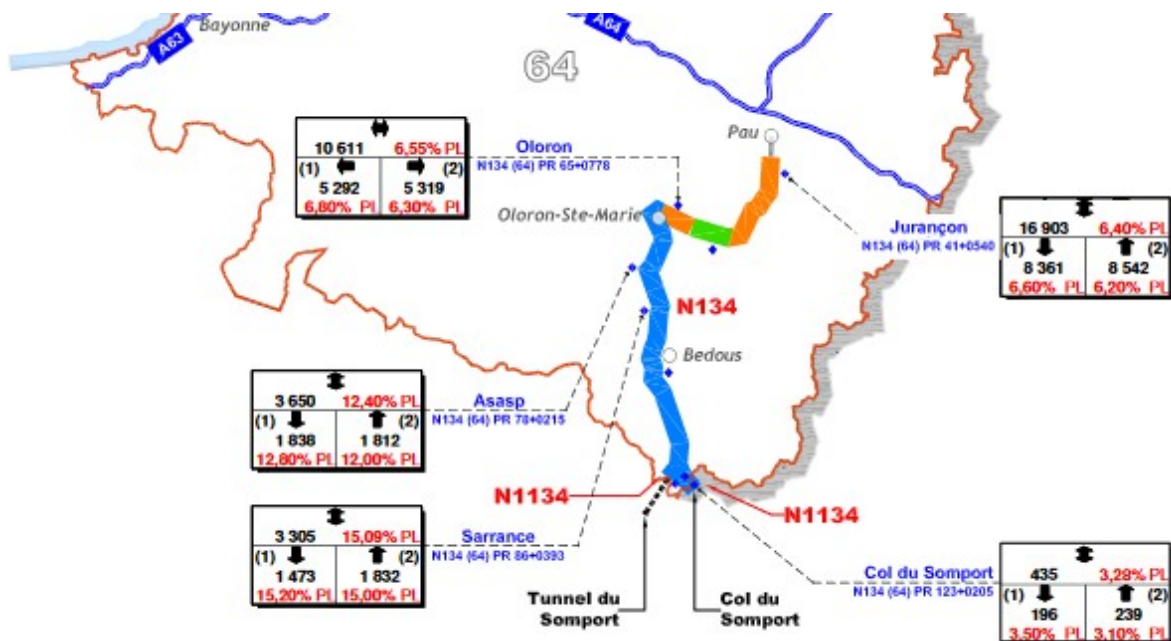 Bayonne
A63
A64
64
Pau
10 611 6,55% PL
(1) (2)
5 292 5 319
6,80% PL 6,30% PL
Oloron
N134 (64) PR 65+0778
Oloron-Ste-Marie
Jurançon
N134 (64) PR 41+0540
16 903 6,40% PL
(1) (2)
8 361 8 542
6,60% PL 6,20% PL
N134
Bedous
3 650 12,40% PL
(1) (2)
1 838 1 812
12,80% PL 12,00% PL
Asasp
N134 (64) PR 78+0215
N1134
N1134
3 305 15,09% PL
(1) (2)
1 473 1 832
15,20% PL 15,00% PL
Sarrance
N134 (64) PR 86+0393
Col du Somport
N134 (64) PR 123+0205
435 3,28% PL
(1) (2)
196 239
3,50% PL 3,10% PL
Tunnel du
Somport
Col du
Somport